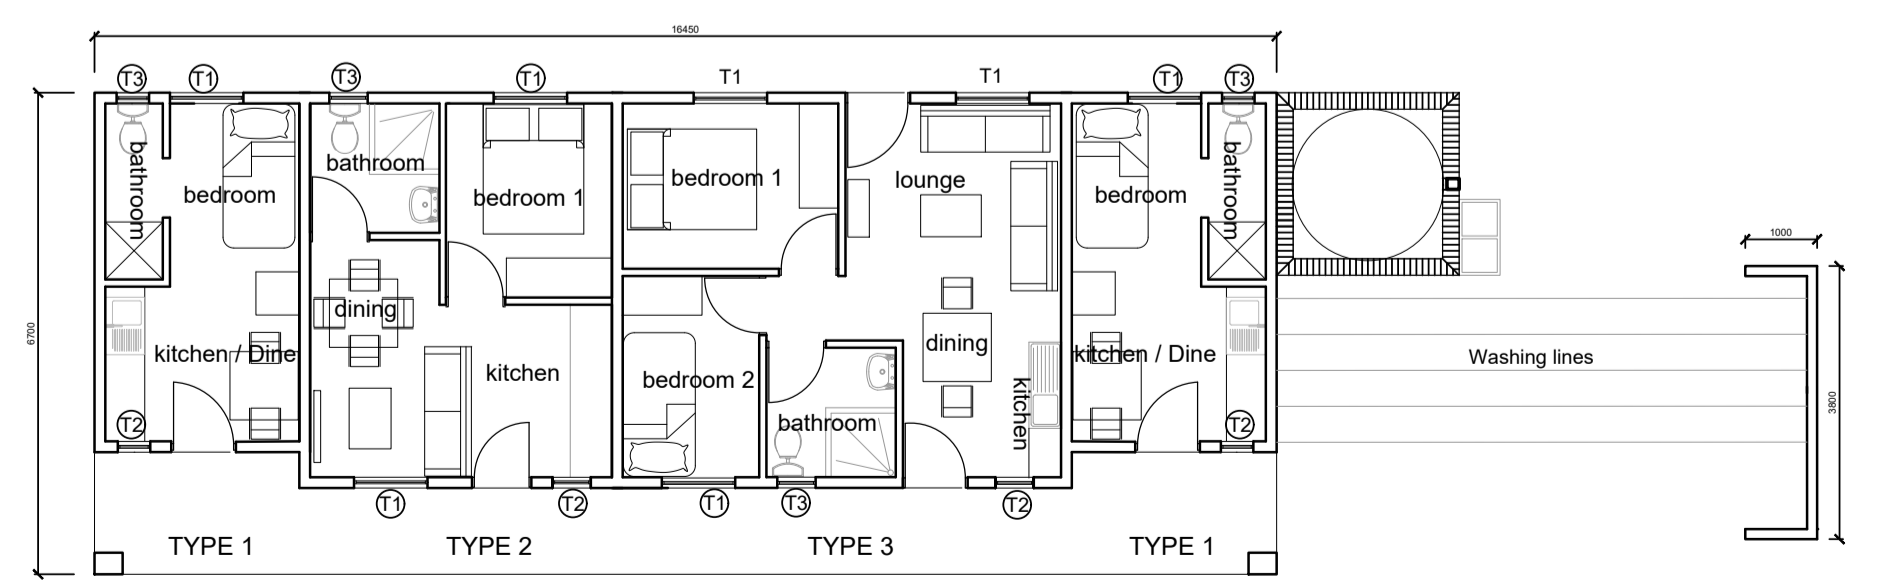 16450
T3
T1
T3
T1
T1
T1
T1
T3
bathroom
bedroom
bathroom
bedroom 1
bedroom 1
lounge
bedroom
bathroom
1000
6700
dining
kitchen / Dine
kitchen
bedroom 2
dining
kitchen
kitchen / Dine
Washing lines
3800
bathroom
T2
T2
T1
T2
T1
T3
T2
TYPE 1
TYPE 2
TYPE 3
TYPE 1